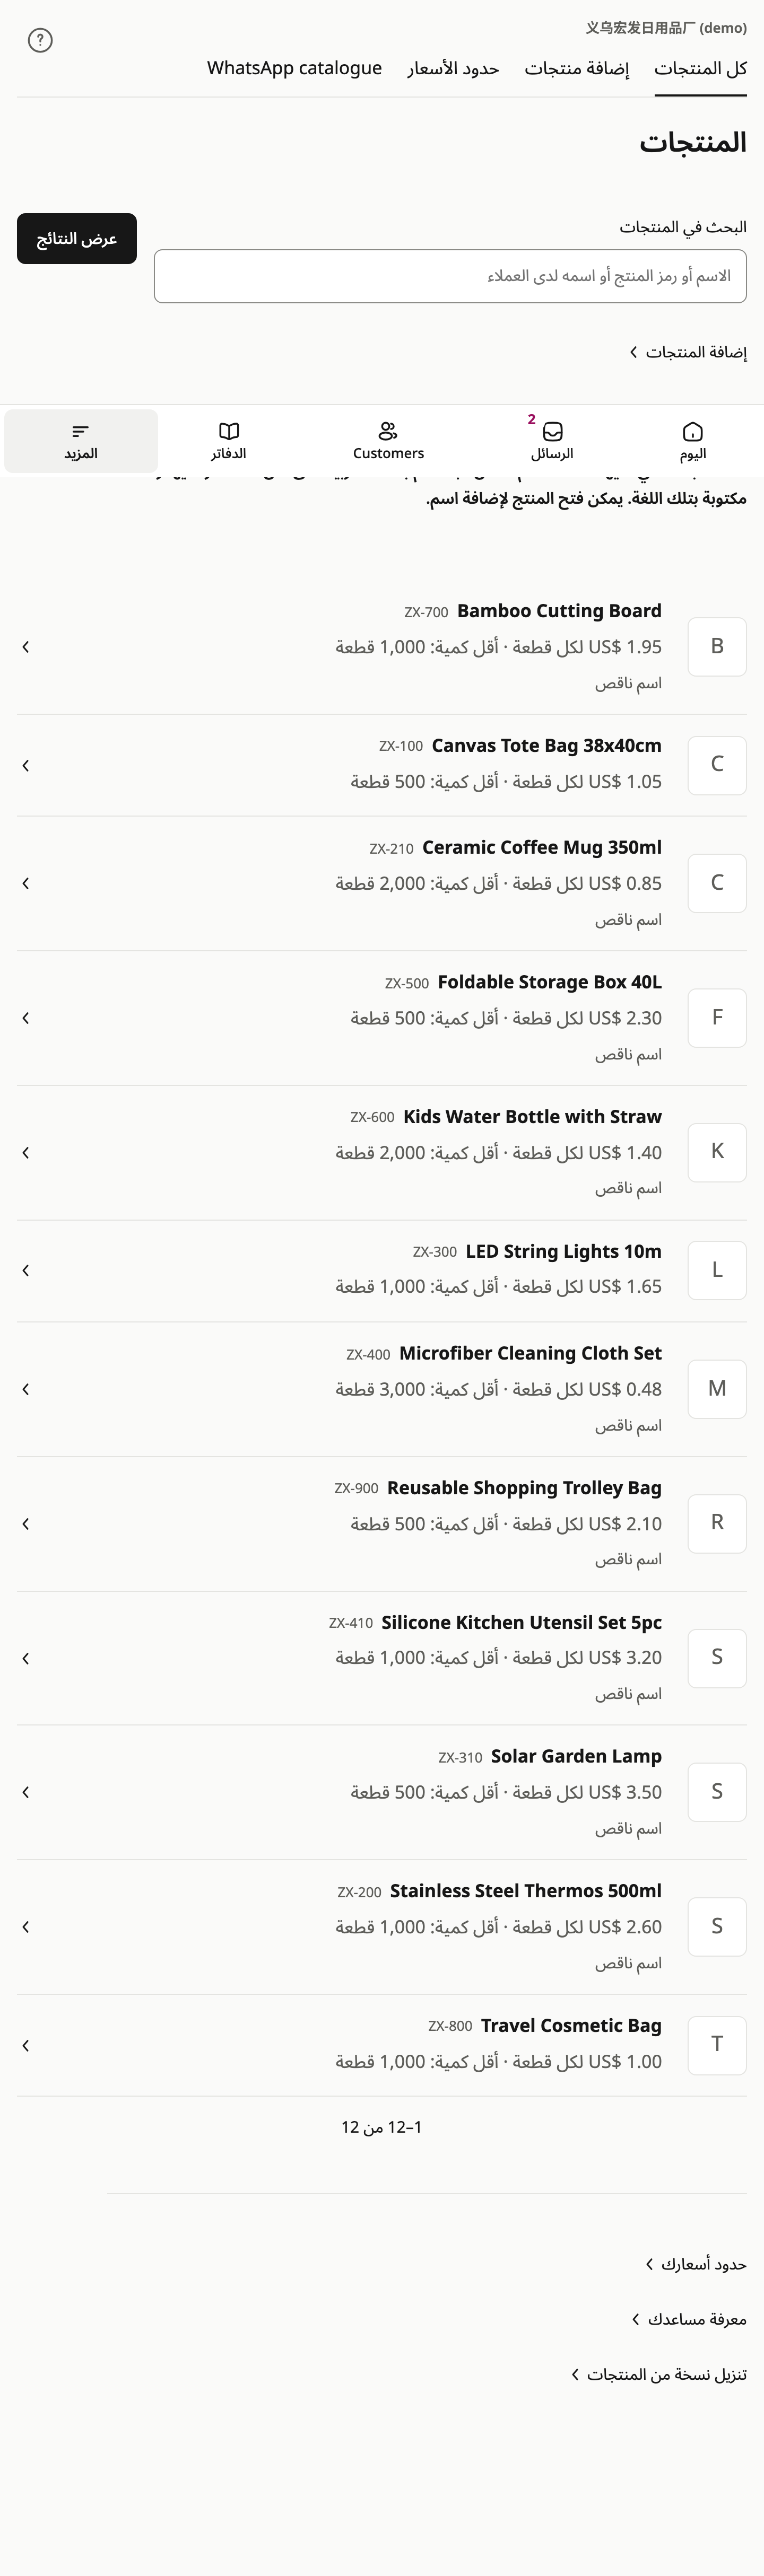 义乌宏发日用品厂 (demo)
كل المنتجات
إضافة منتجات
حدود الأسعار
WhatsApp catalogue
المنتجات
البحث في المنتجات
الاسم أو رمز المنتج أو اسمه لدى العملاء
عرض النتائج
إضافة المنتجات
اليوم
2
الرسائل
Customers
الدفاتر
المزيد
مكتوبة بتلك اللغة. يمكن فتح المنتج لإضافة اسم.
B
Bamboo Cutting Board ZX-700
US$ 1.95 لكل قطعة · أقل كمية: 1,000 قطعة
اسم ناقص
C
Canvas Tote Bag 38x40cm ZX-100
US$ 1.05 لكل قطعة · أقل كمية: 500 قطعة
C
Ceramic Coffee Mug 350ml ZX-210
US$ 0.85 لكل قطعة · أقل كمية: 2,000 قطعة
اسم ناقص
F
Foldable Storage Box 40L ZX-500
US$ 2.30 لكل قطعة · أقل كمية: 500 قطعة
اسم ناقص
K
Kids Water Bottle with Straw ZX-600
US$ 1.40 لكل قطعة · أقل كمية: 2,000 قطعة
اسم ناقص
L
LED String Lights 10m ZX-300
US$ 1.65 لكل قطعة · أقل كمية: 1,000 قطعة
M
Microfiber Cleaning Cloth Set ZX-400
US$ 0.48 لكل قطعة · أقل كمية: 3,000 قطعة
اسم ناقص
R
Reusable Shopping Trolley Bag ZX-900
US$ 2.10 لكل قطعة · أقل كمية: 500 قطعة
اسم ناقص
S
Silicone Kitchen Utensil Set 5pc ZX-410
US$ 3.20 لكل قطعة · أقل كمية: 1,000 قطعة
اسم ناقص
S
Solar Garden Lamp ZX-310
US$ 3.50 لكل قطعة · أقل كمية: 500 قطعة
اسم ناقص
S
Stainless Steel Thermos 500ml ZX-200
US$ 2.60 لكل قطعة · أقل كمية: 1,000 قطعة
اسم ناقص
T
Travel Cosmetic Bag ZX-800
US$ 1.00 لكل قطعة · أقل كمية: 1,000 قطعة
1–12 من 12
حدود أسعارك
معرفة مساعدك
تنزيل نسخة من المنتجات